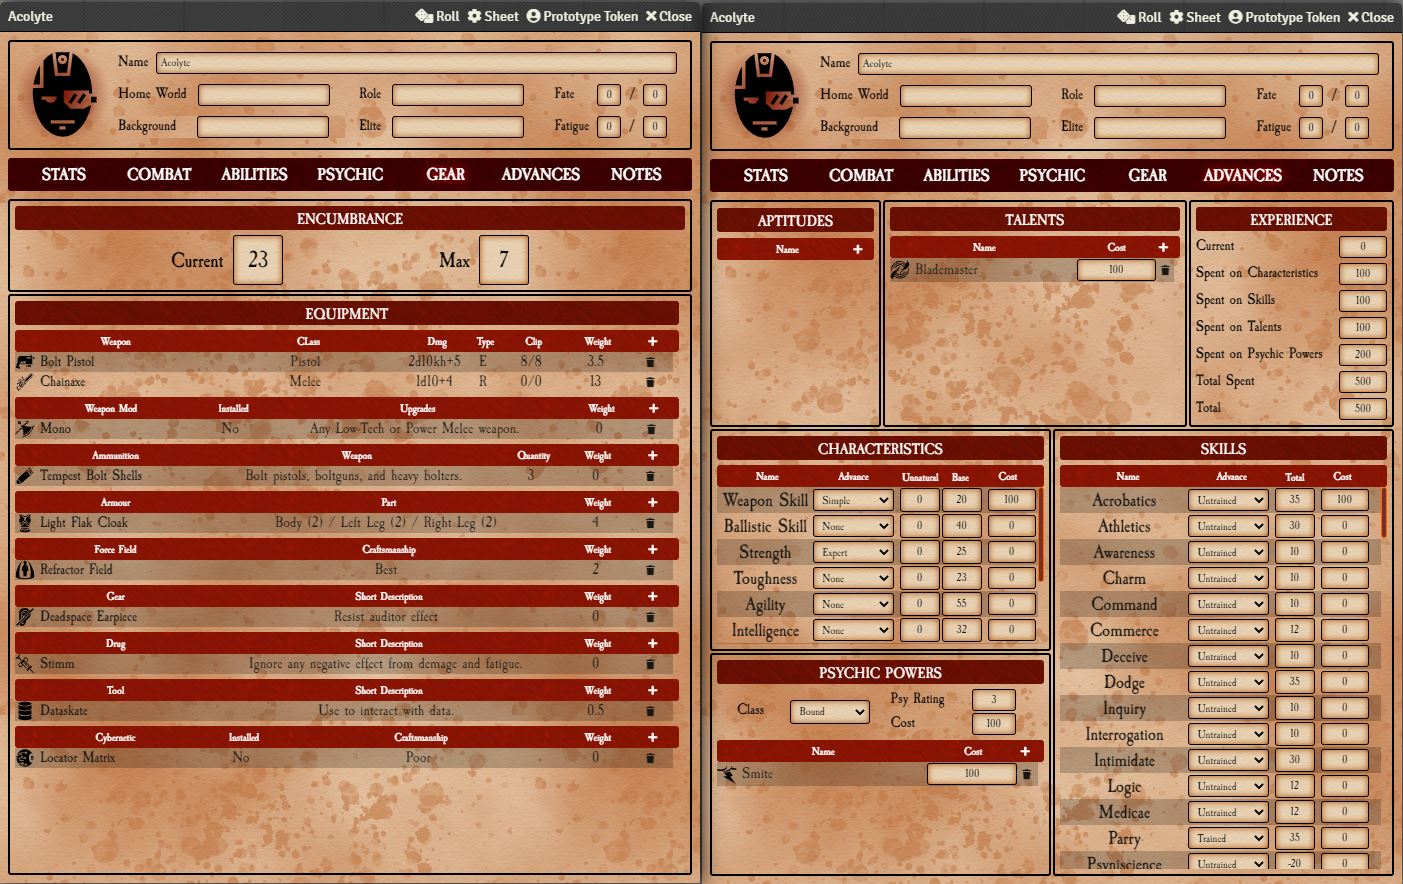 Acolyte Roll Sheet Prototype Token Close
Name Acolyte
Home World Role Fate 0 / 0
Background Elite Fatigue 0 / 0
STATS COMBAT ABILITIES PSYCHIC GEAR ADVANCES NOTES
ENCUMBRANCE
Current 23 Max 7
EQUIPMENT
Weapon CLass Dmg Type Clip Weight +
Bolt Pistol Pistol 2d10kh+5 E 8/8 3.5
Chainaxe Melee 1d10+4 R 0/0 13
Weapon Mod Installed Upgrades Weight +
Mono No Any Low-Tech or Power Melee weapon. 0
Ammunition Weapon Quantity Weight +
Tempest Bolt Shells Bolt pistols, boltguns, and heavy bolters. 3 0
Armour Part Weight +
Light Flak Cloak Body (2) / Left Leg (2) / Right Leg (2) 4
Force Field Craftsmanship Weight +
Refractor Field Best 2
Gear Short Description Weight +
Deadspace Earpiece Resist auditor effect 0
Drug Short Description Weight +
Stimm Ignore any negative effect from demage and fatigue. 0
Tool Short Description Weight +
Dataskate Use to interact with data. 0.5
Cybernetic Installed Craftsmanship Weight +
Locator Matrix No Poor 0
Acolyte Roll Sheet Prototype Token Close
Name Acolyte
Home World Role Fate 0 / 0
Background Elite Fatigue 0 / 0
STATS COMBAT ABILITIES PSYCHIC GEAR ADVANCES NOTES
APTITUDES
Name +
TALENTS
Name Cost +
Blademaster 100
EXPERIENCE
Current 0
Spent on Characteristics 100
Spent on Skills 100
Spent on Talents 100
Spent on Psychic Powers 200
Total Spent 500
Total 500
CHARACTERISTICS
Name Advance Unnatural Base Cost
Weapon Skill Simple 0 20 100
Ballistic Skill None 0 40 0
Strength Expert 0 25 0
Toughness None 0 23 0
Agility None 0 55 0
Intelligence None 0 32 0
PSYCHIC POWERS
Class Bound Psy Rating 3
Cost 100
Name Cost +
Smite 100
SKILLS
Name Advance Total Cost
Acrobatics Untrained 35 100
Athletics Untrained 30 0
Awareness Untrained 10 0
Charm Untrained 10 0
Command Untrained 10 0
Commerce Untrained 12 0
Deceive Untrained 10 0
Dodge Untrained 35 0
Inquiry Untrained 10 0
Interrogation Untrained 10 0
Intimidate Untrained 30 0
Logic Untrained 12 0
Medicae Untrained 12 0
Parry Trained 35 0
Psyniscience Untrained -20 0